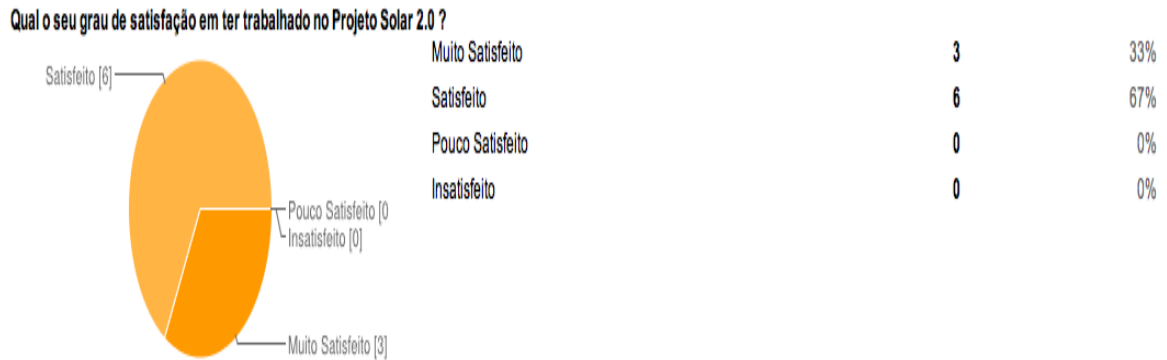 Qual o seu grau de satisfação em ter trabalhado no Projeto Solar 2.0 ?
Satisfeito [6]
Pouco Satisfeito [0
Insatisfeito [0]
Muito Satisfeito [3]
Muito Satisfeito 3 33%
Satisfeito 6 67%
Pouco Satisfeito 0 0%
Insatisfeito 0 0%